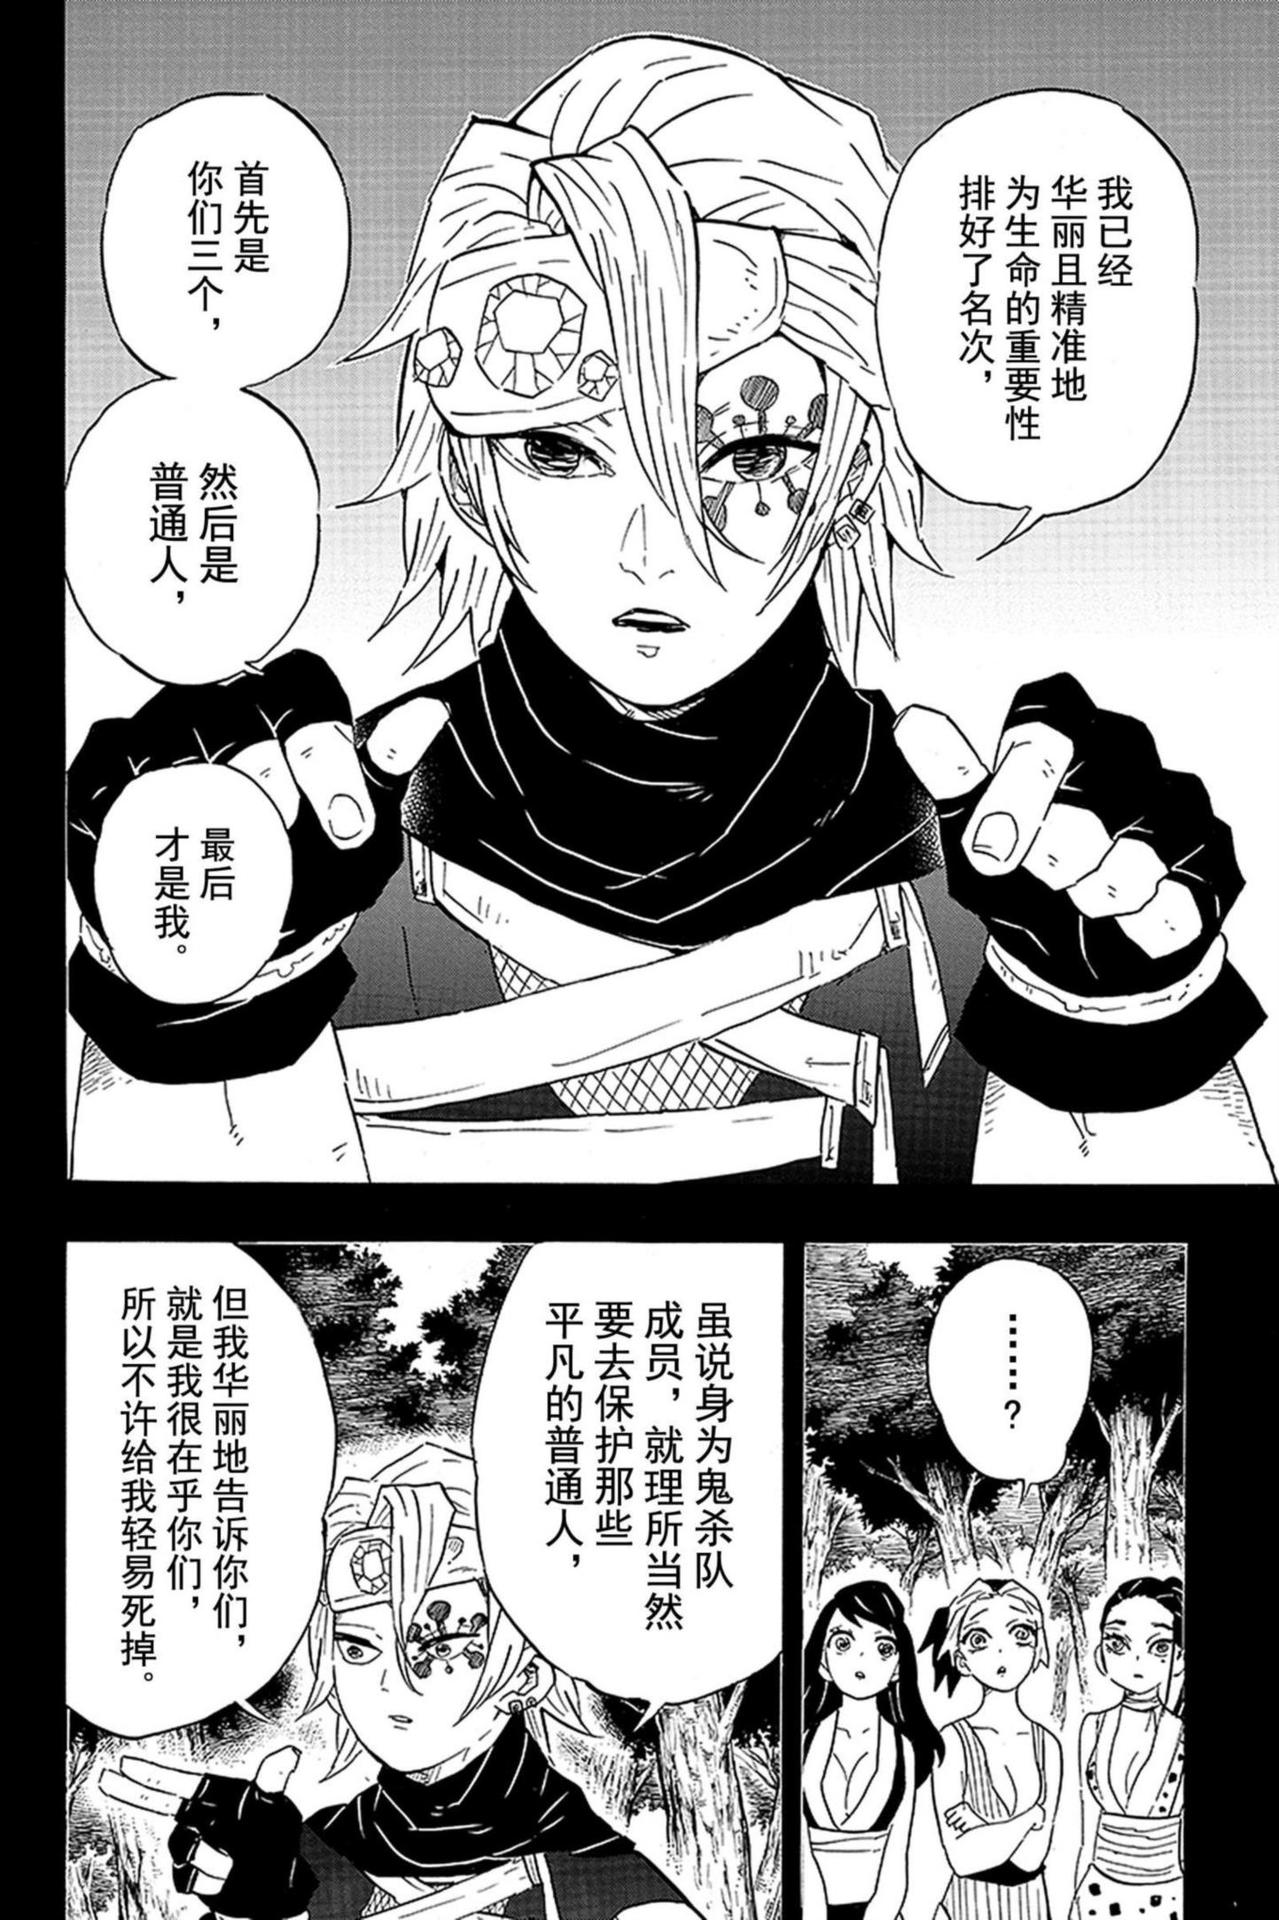 我已经
华丽且精准地
为生命的重要性
排好了名次，
首先是
你们三个，
然后是
普通人，
最后
才是我。
……?
虽说身为鬼杀队
成员，就理所当然
要去保护那些
平凡的普通人，
但我华丽地告诉你们，
就是我很在乎你们，
所以不许给我轻易死掉。